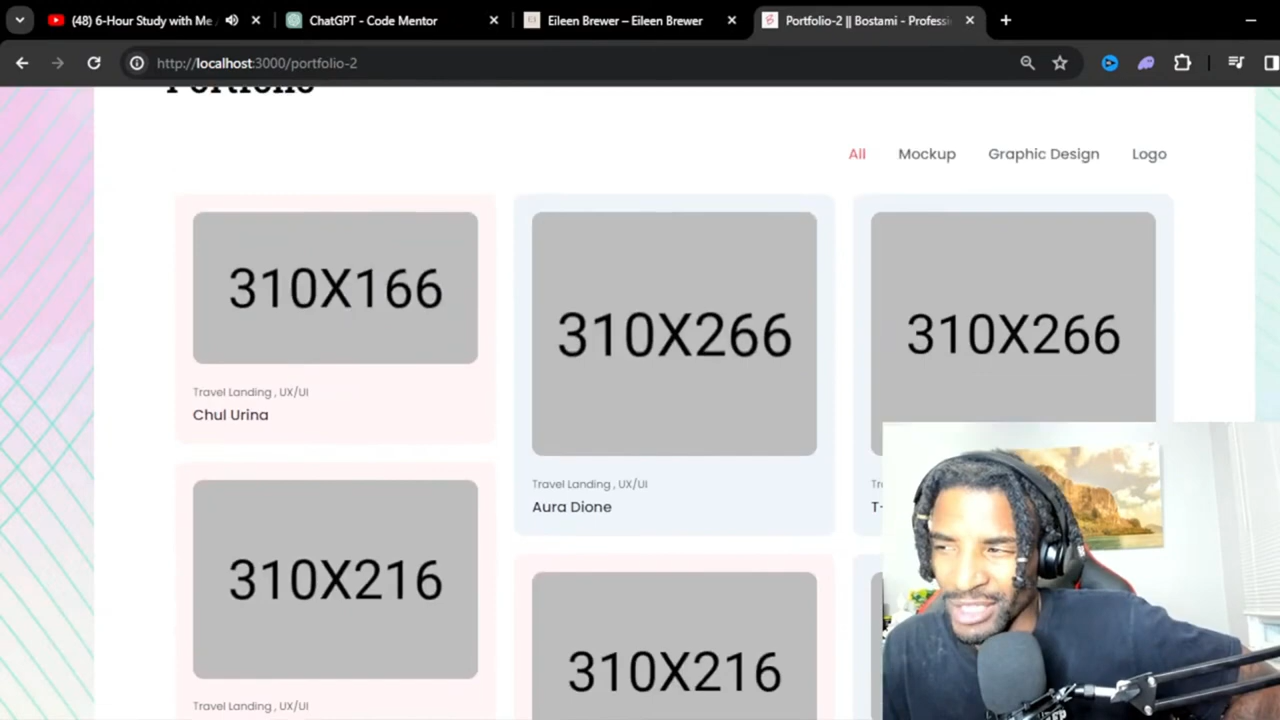 (48) 6-Hour Study with Me
ChatGPT - Code Mentor
Eileen Brewer – Eileen Brewer
Portfolio-2 || Bostami - Professi
http://localhost:3000/portfolio-2
Portfolio
All Mockup Graphic Design Logo
310X166
Travel Landing , UX/UI
Chul Urina
310X266
Travel Landing , UX/UI
Aura Dione
310X266
310X216
Travel Landing , UX/UI
310X216